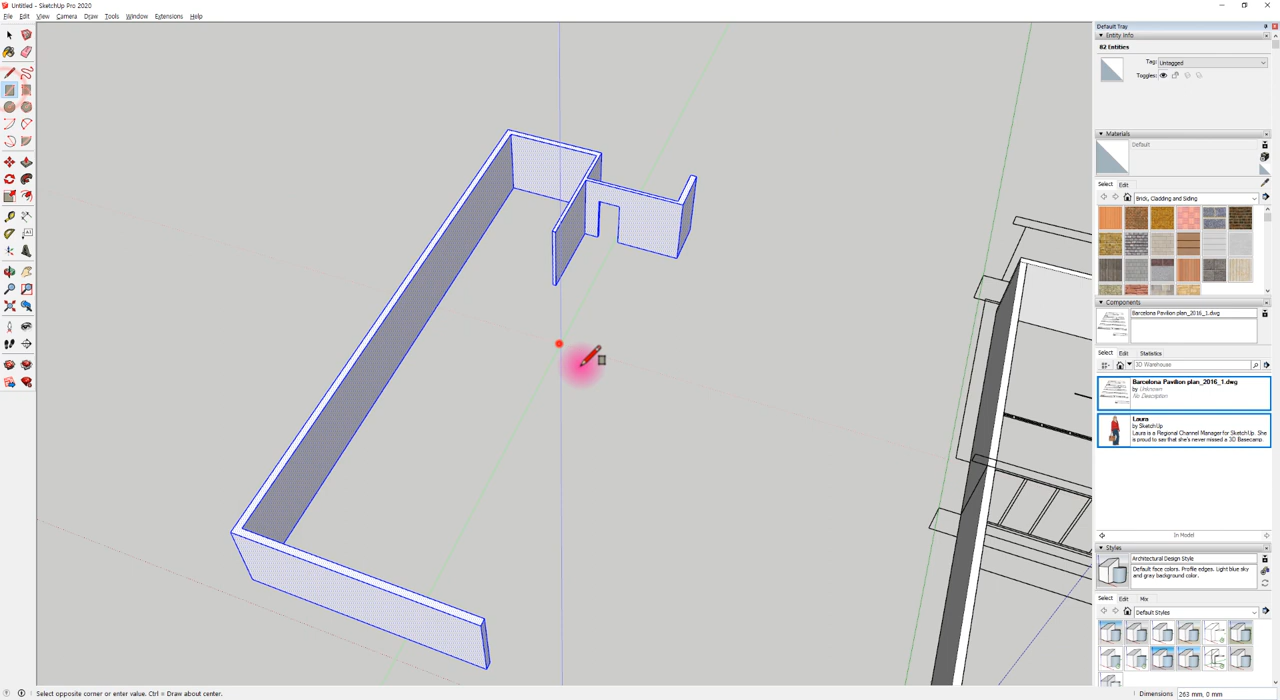 Untitled - SketchUp Pro 2020
File Edit View Camera Draw Tools Window Extensions Help
Default Tray
Entity Info
82 Entities
Tag: Untagged
Toggles:
Materials
Default
Select Edit
Brick, Cladding and Siding
Components
Barcelona Pavilion plan_2016_1.dwg
Select Edit Statistics
3D Warehouse
Barcelona Pavilion plan_2016_1.dwg
by Unknown
No Description
Laura
by SketchUp
Laura is a Regional Channel Manager for SketchUp. She
is proud to say that she's never missed a 3D Basecamp.
In Model
Styles
Architectural Design Style
Default face colors. Profile edges. Light blue sky
and gray background color.
Select Edit Mix
Default Styles
Select opposite corner or enter value. Ctrl = Draw about center.
Dimensions 263 mm, 0 mm